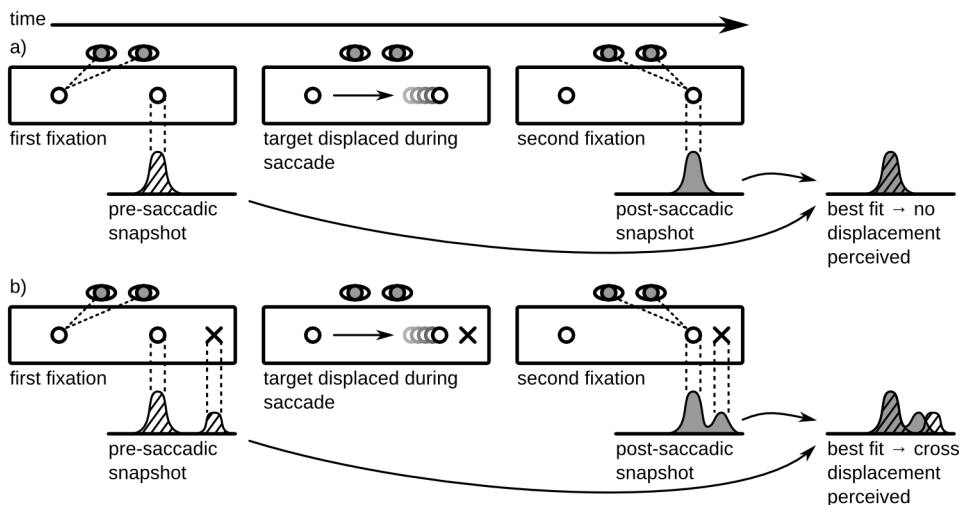 time
a)
first fixation
target displaced during
saccade
second fixation
pre-saccadic
snapshot
post-saccadic
snapshot
best fit → no
displacement
perceived
b)
first fixation
target displaced during
saccade
second fixation
pre-saccadic
snapshot
post-saccadic
snapshot
best fit → cross
displacement
perceived